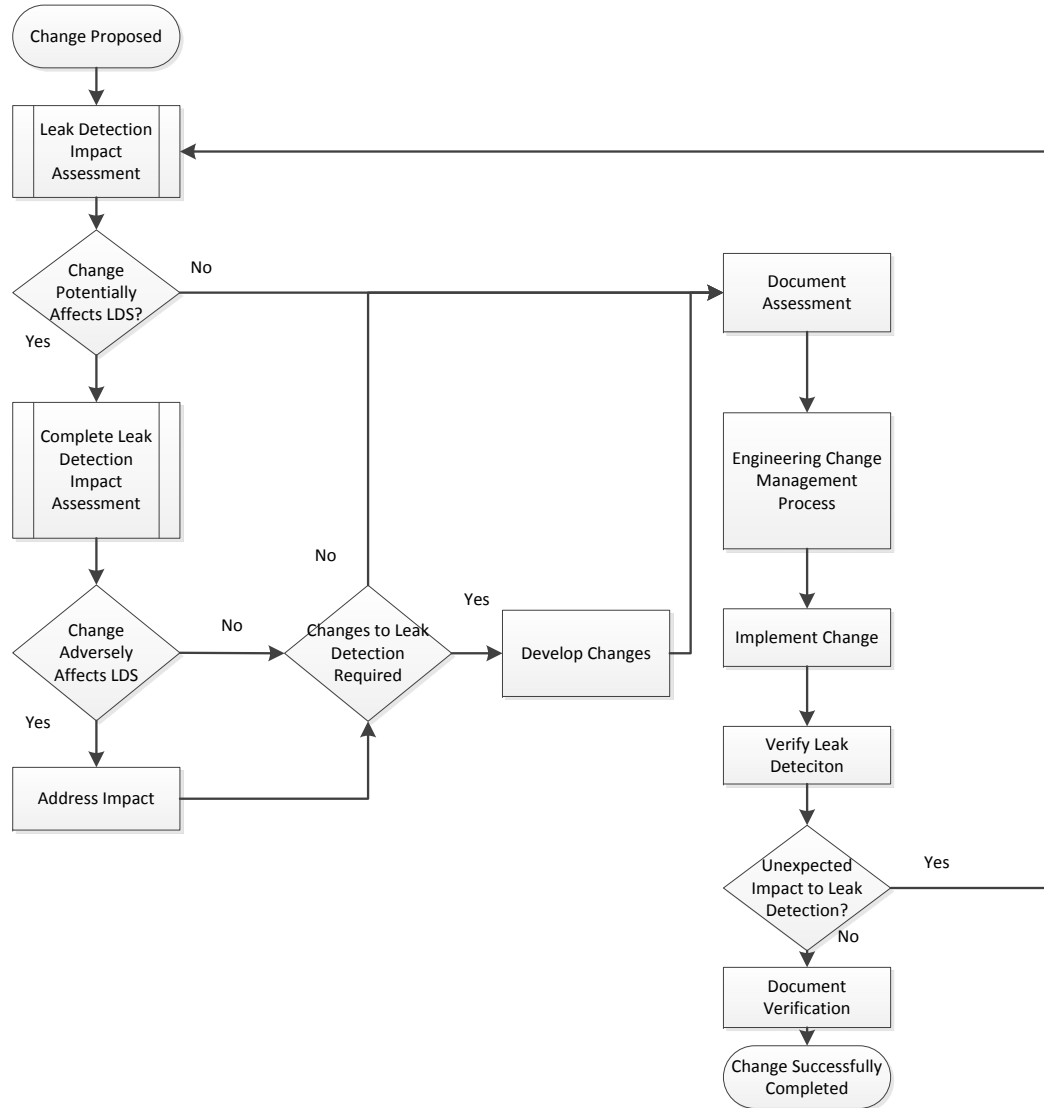 Change Proposed
Leak Detection
Impact
Assessment
Change
Potentially
Affects LDS?
No
Yes
Document
Assessment
Complete Leak
Detection
Impact
Assessment
Engineering Change
Management
Process
No
Change
Adversely
Affects LDS
No
Yes
Changes to Leak
Detection
Required
Yes
Develop Changes
Implement Change
Address Impact
Verify Leak
Deteciton
Unexpected
Impact to Leak
Detection?
Yes
No
Document
Verification
Change Successfully
Completed